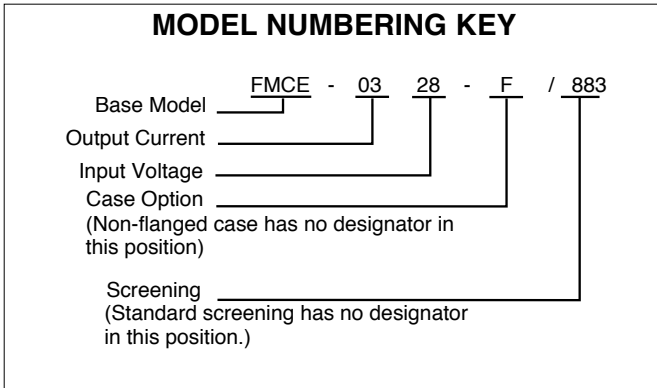 MODEL NUMBERING KEY
FMCE - 03 28 - F / 883
Base Model
Output Current
Input Voltage
Case Option
(Non-flanged case has no designator in
this position)
Screening
(Standard screening has no designator
in this position.)